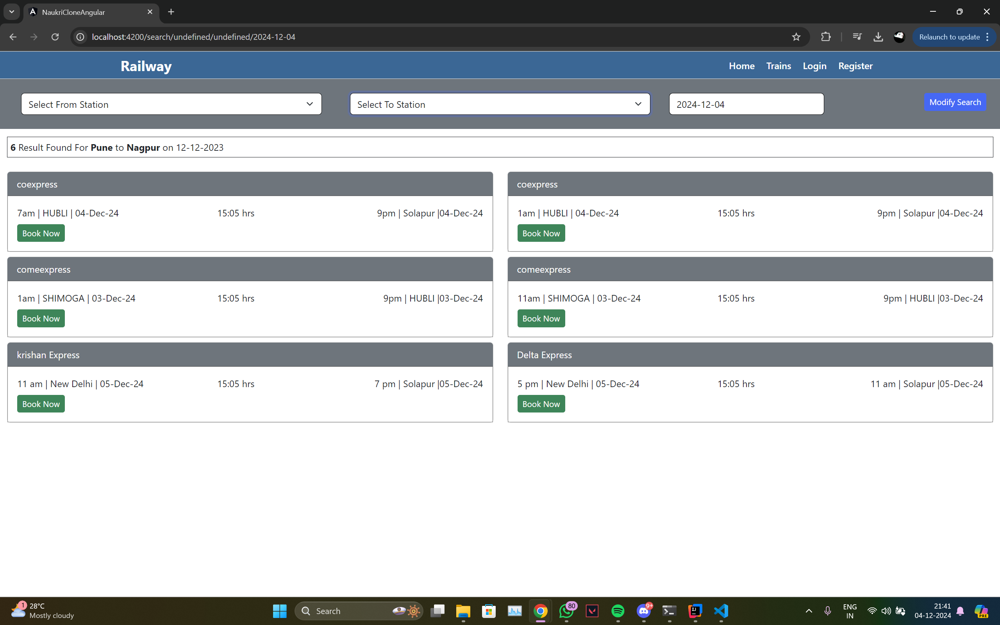 NaukriCloneAngular
localhost:4200/search/undefined/undefined/2024-12-04
Relaunch to update
Railway
Home Trains Login Register
Select From Station Select To Station 2024-12-04 Modify Search
6 Result Found For Pune to Nagpur on 12-12-2023
coexpress
7am | HUBLI | 04-Dec-24 15:05 hrs 9pm | Solapur |04-Dec-24
Book Now
coexpress
1am | HUBLI | 04-Dec-24 15:05 hrs 9pm | Solapur |04-Dec-24
Book Now
comeexpress
1am | SHIMOGA | 03-Dec-24 15:05 hrs 9pm | HUBLI |03-Dec-24
Book Now
comeexpress
11am | SHIMOGA | 03-Dec-24 15:05 hrs 9pm | HUBLI |03-Dec-24
Book Now
krishan Express
11 am | New Delhi | 05-Dec-24 15:05 hrs 7 pm | Solapur |05-Dec-24
Book Now
Delta Express
5 pm | New Delhi | 05-Dec-24 15:05 hrs 11 am | Solapur |05-Dec-24
Book Now
1
28°C
Mostly cloudy
Search
80
9+
IJ
ENG
IN
21:41
04-12-2024
PRE